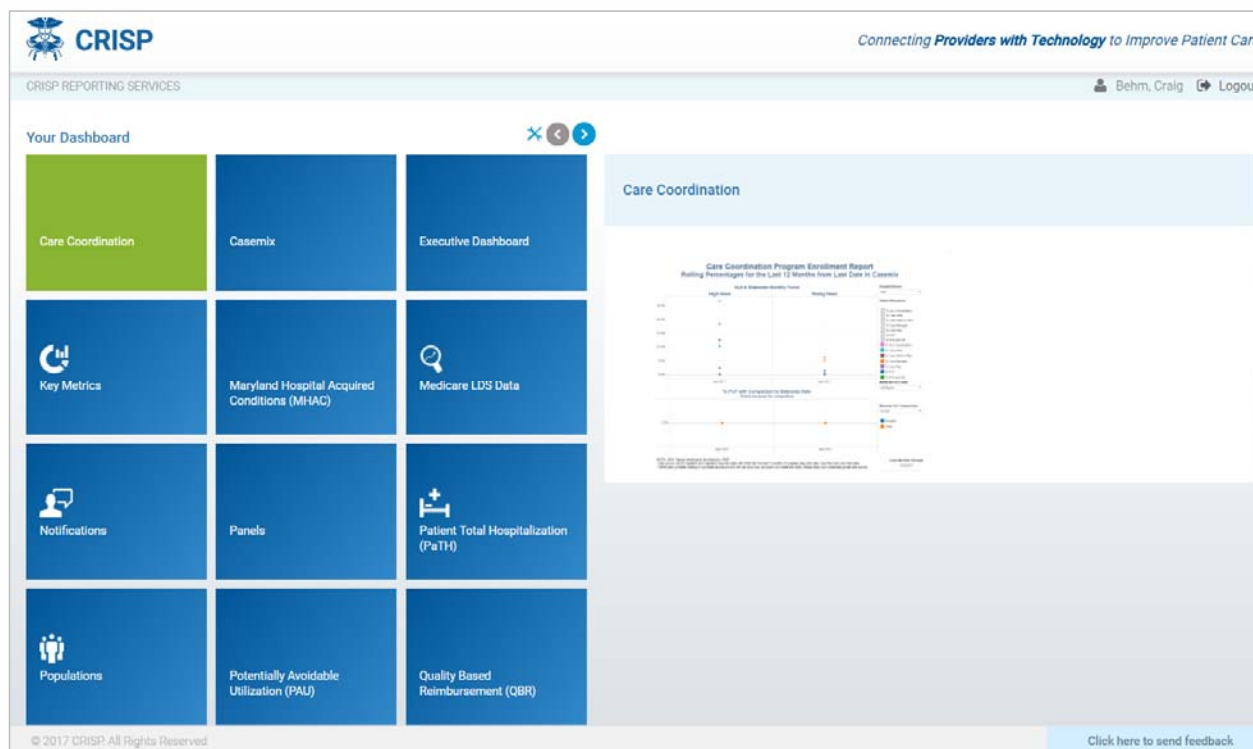 CRISP
Connecting Providers with Technology to Improve Patient Car
CRISP REPORTING SERVICES
Behm, Craig
Logou
Your Dashboard
Care Coordination
Casemix
Executive Dashboard
Key Metrics
Maryland Hospital Acquired
Conditions (MHAC)
Medicare LDS Data
Notifications
Panels
Patient Total Hospitalization
(PaTH)
Populations
Potentially Avoidable
Utilization (PAU)
Quality Based
Reimbursement (QBR)
Care Coordination
Care Coordination Program Enrollment Report
Rolling Percentages for the Last 12 Months from Last Date in Casemix
© 2017 CRISP. All Rights Reserved
Click here to send feedback